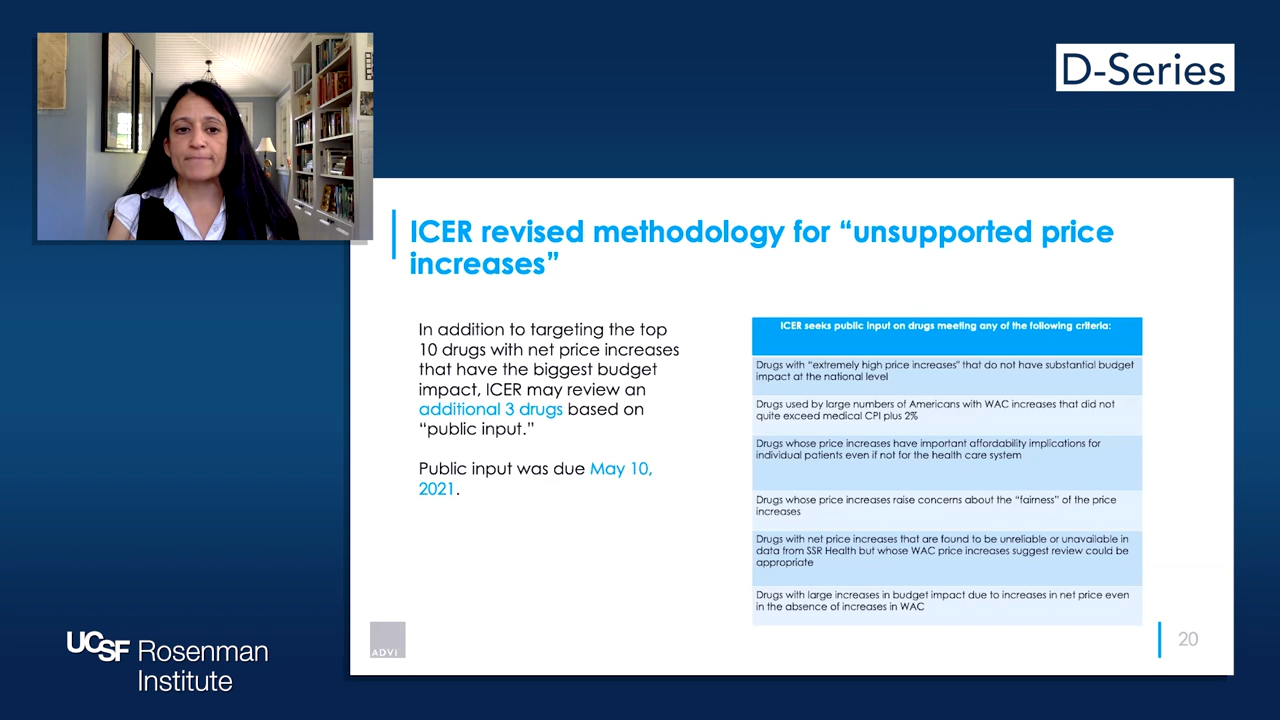 D-Series
ICER revised methodology for “unsupported price
increases”
In addition to targeting the top
10 drugs with net price increases
that have the biggest budget
impact, ICER may review an
additional 3 drugs based on
“public input.”
Public input was due May 10,
2021.
ICER seeks public input on drugs meeting any of the following criteria:
Drugs with “extremely high price increases” that do not have substantial budget
impact at the national level
Drugs used by large numbers of Americans with WAC increases that did not
quite exceed medical CPI plus 2%
Drugs whose price increases have important affordability implications for
individual patients even if not for the health care system
Drugs whose price increases raise concerns about the “fairness” of the price
increases
Drugs with net price increases that are found to be unreliable or unavailable in
data from SSR Health but whose WAC price increases suggest review could be
appropriate
Drugs with large increases in budget impact due to increases in net price even
in the absence of increases in WAC
ADVI
20
UCSF Rosenman
Institute